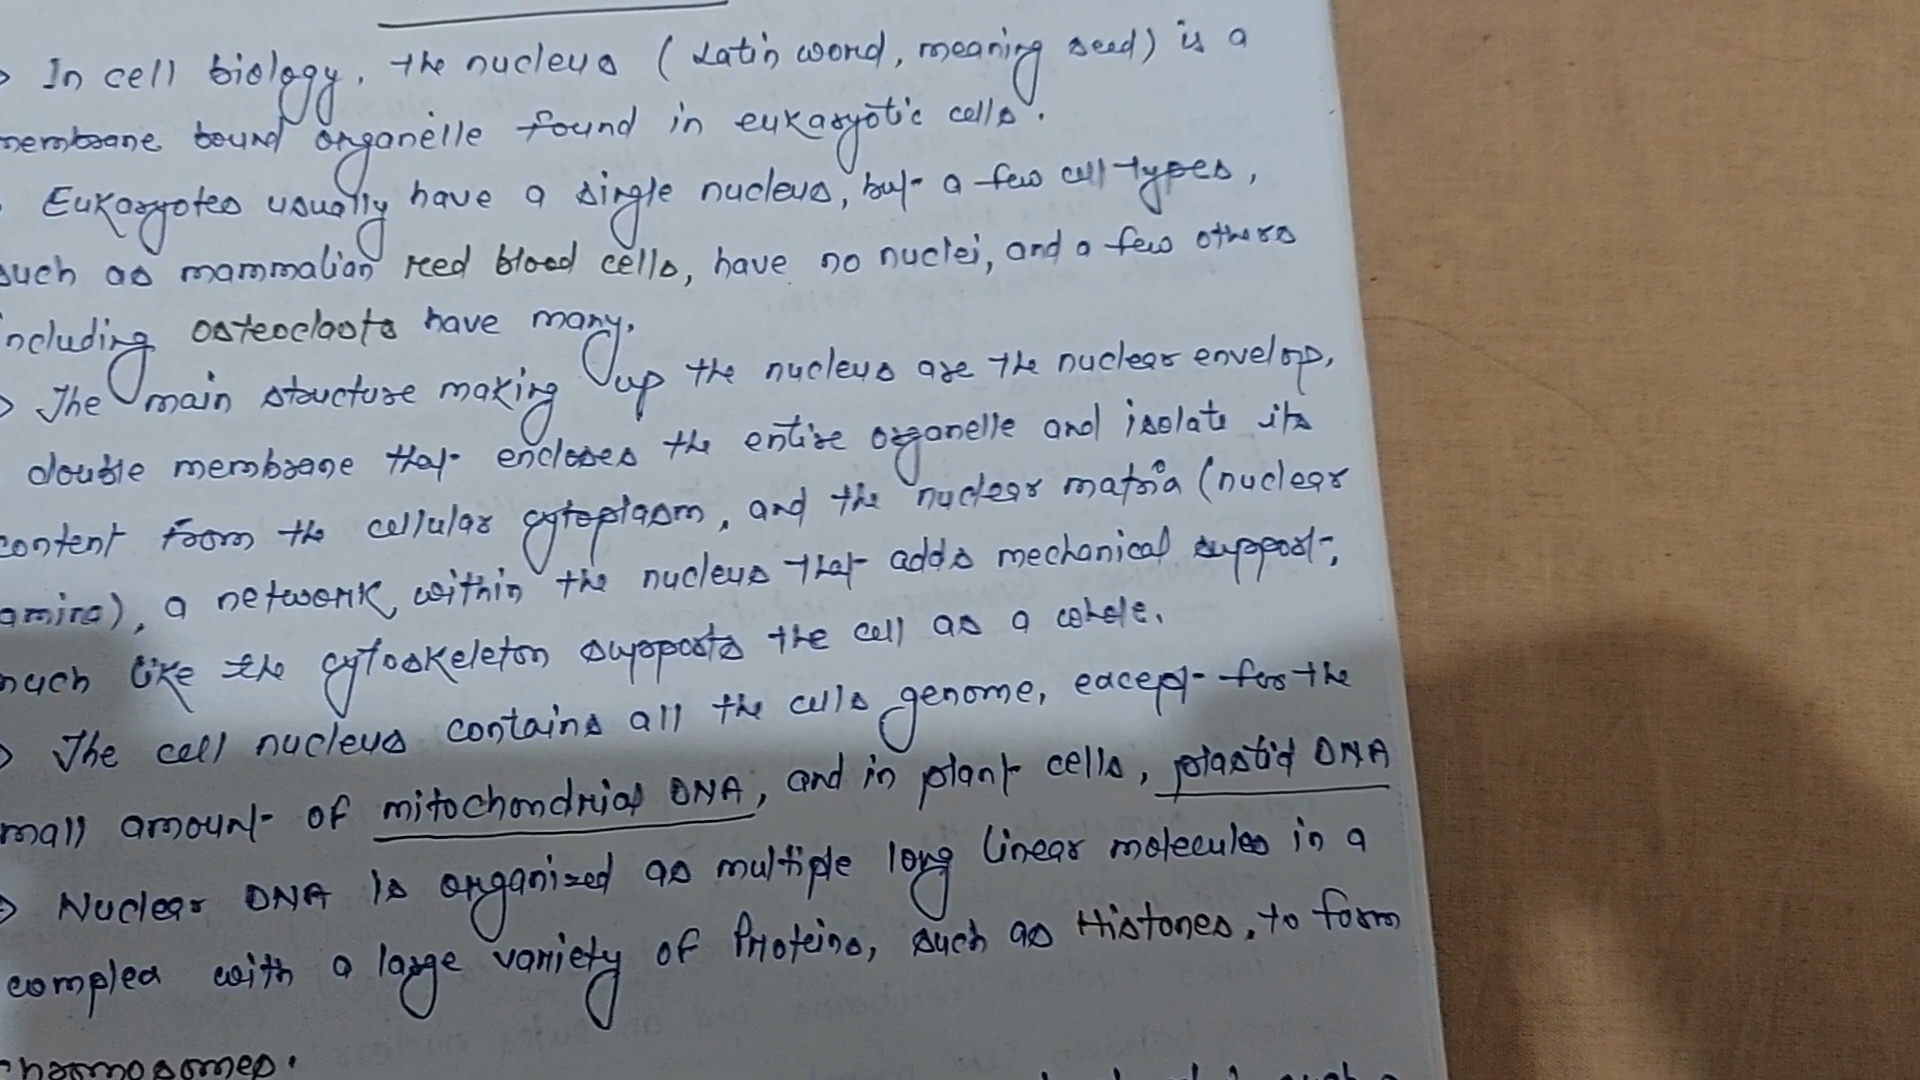 In cell biology, the nucleus (Latin word, meaning seed) is a
membrane bound organelle found in eukaryotic cells.
Eukaryotes usually have a single nucleus, but a few cell types,
such as mammalian reed blood cells, have no nuclei, and a few others
including osteoclasts have many.
The main structure making up the nucleus are the nuclear envelop,
double membrane that encloses the entire organelle and isolate its
content from the cellular cytoplasm, and the nuclear matrix (nuclear
amina), a network within the nucleus that adds mechanical support,
much like the cytoskeleton supports the cell as a whole.
The cell nucleus contains all the cells genome, except for the
mall amount of mitochondrial DNA, and in plant cells, plastid DNA
Nuclear DNA is organized as multiple long linear molecules in a
complex with a large variety of Proteins, such as Histones, to form
chromosomes.